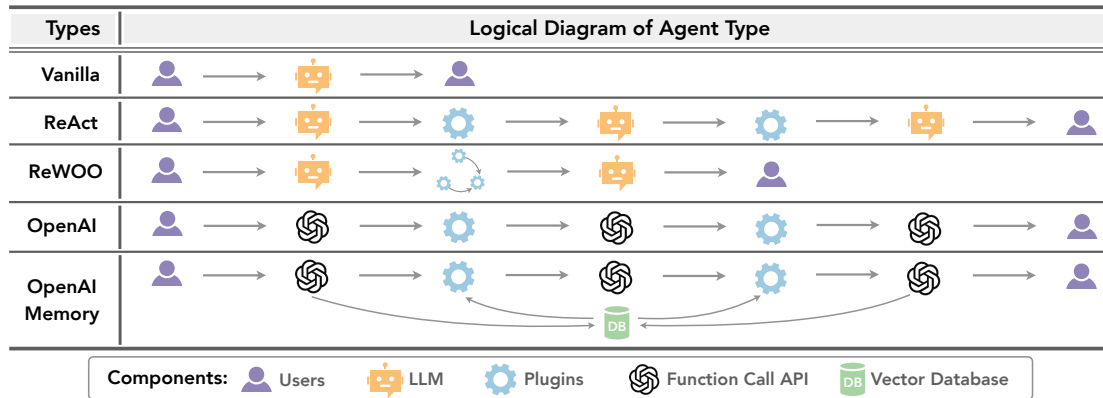 Types Logical Diagram of Agent Type
Vanilla
ReAct
ReWOO
OpenAI
OpenAI
Memory
DB
Components: Users LLM Plugins Function Call API DB Vector Database